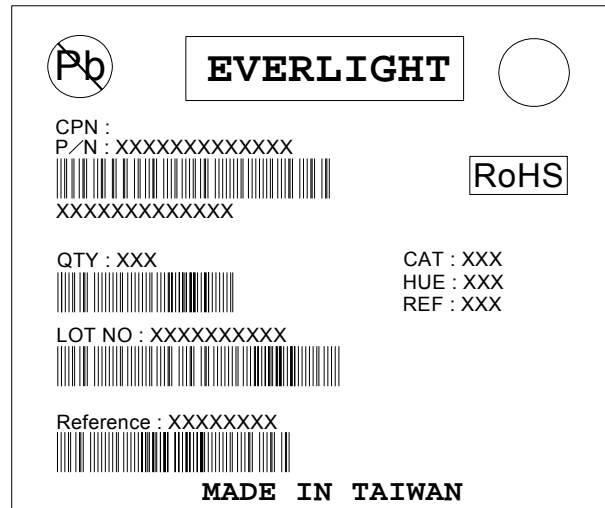 Pb
EVERLIGHT
CPN :
P/N : XXXXXXXXXXXXX
XXXXXXXXXXXXX
RoHS
QTY : XXX
CAT : XXX
HUE : XXX
REF : XXX
LOT NO : XXXXXXXXXX
Reference : XXXXXXXX
MADE IN TAIWAN